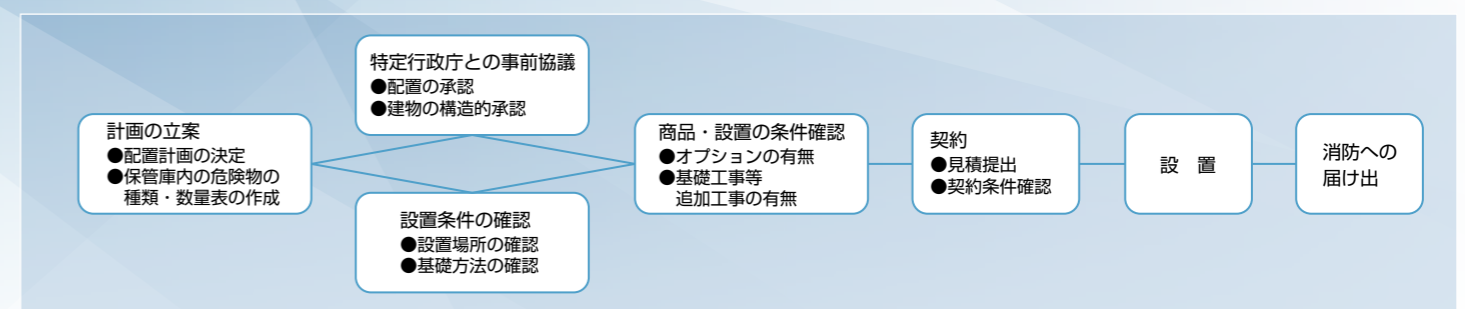 計画の立案
●配置計画の決定
●保管庫内の危険物の
種類・数量表の作成
特定行政庁との事前協議
●配置の承認
●建物の構造的承認
設置条件の確認
●設置場所の確認
●基礎方法の確認
商品・設置の条件確認
●オプションの有無
●基礎工事等
追加工事の有無
契約
●見積提出
●契約条件確認
設　置
消防への
届け出